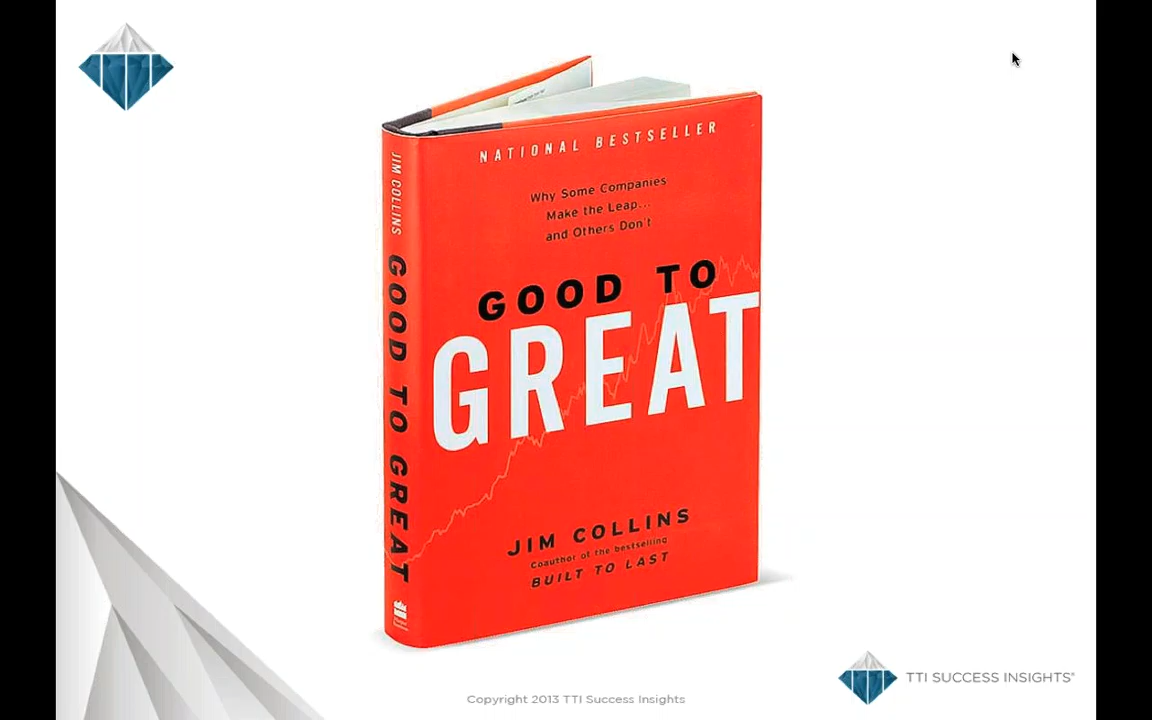 NATIONAL BESTSELLER
Why Some Companies
Make the Leap...
and Others Don't
GOOD TO
GREAT
JIM COLLINS
Coauthor of the bestselling
BUILT TO LAST
JIM COLLINS GOOD TO GREAT
TTI SUCCESS INSIGHTS®
Copyright 2013 TTI Success Insights